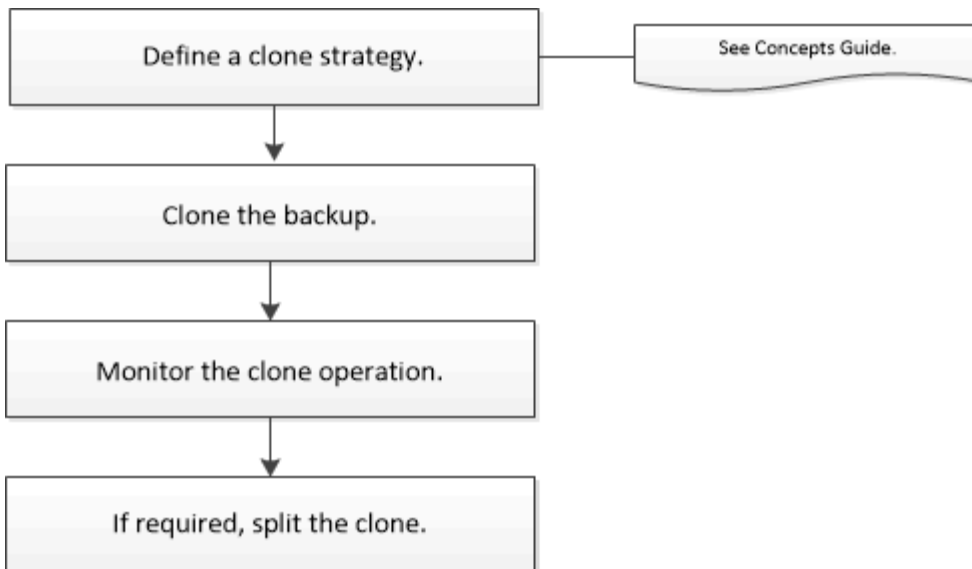 Define a clone strategy.
See Concepts Guide.
Clone the backup.
Monitor the clone operation.
If required, split the clone.